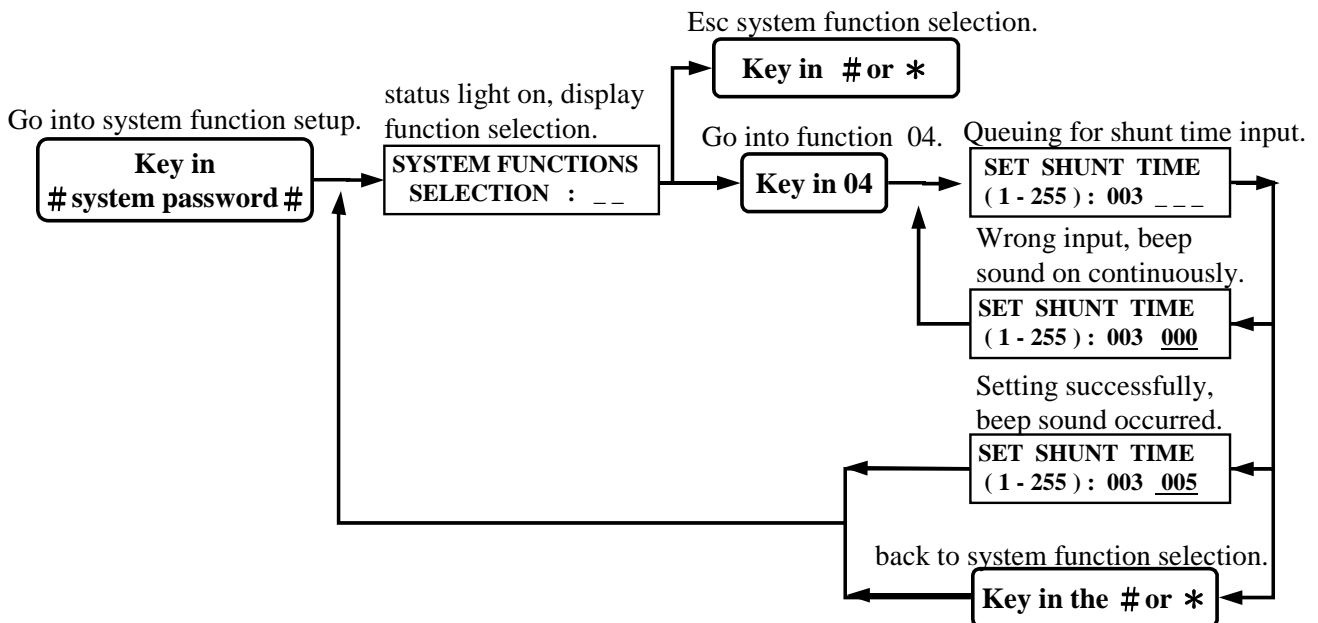 Esc system function selection.
Key in # or *
status light on, display
function selection.
Go into system function setup.
Key in
# system password #
SYSTEM FUNCTIONS
SELECTION : _ _
Go into function 04.
Key in 04
Queuing for shunt time input.
SET SHUNT TIME
( 1 - 255 ) : 003 _ _ _
Wrong input, beep
sound on continuously.
SET SHUNT TIME
( 1 - 255 ) : 003 000
Setting successfully,
beep sound occurred.
SET SHUNT TIME
( 1 - 255 ) : 003 005
back to system function selection.
Key in the # or *